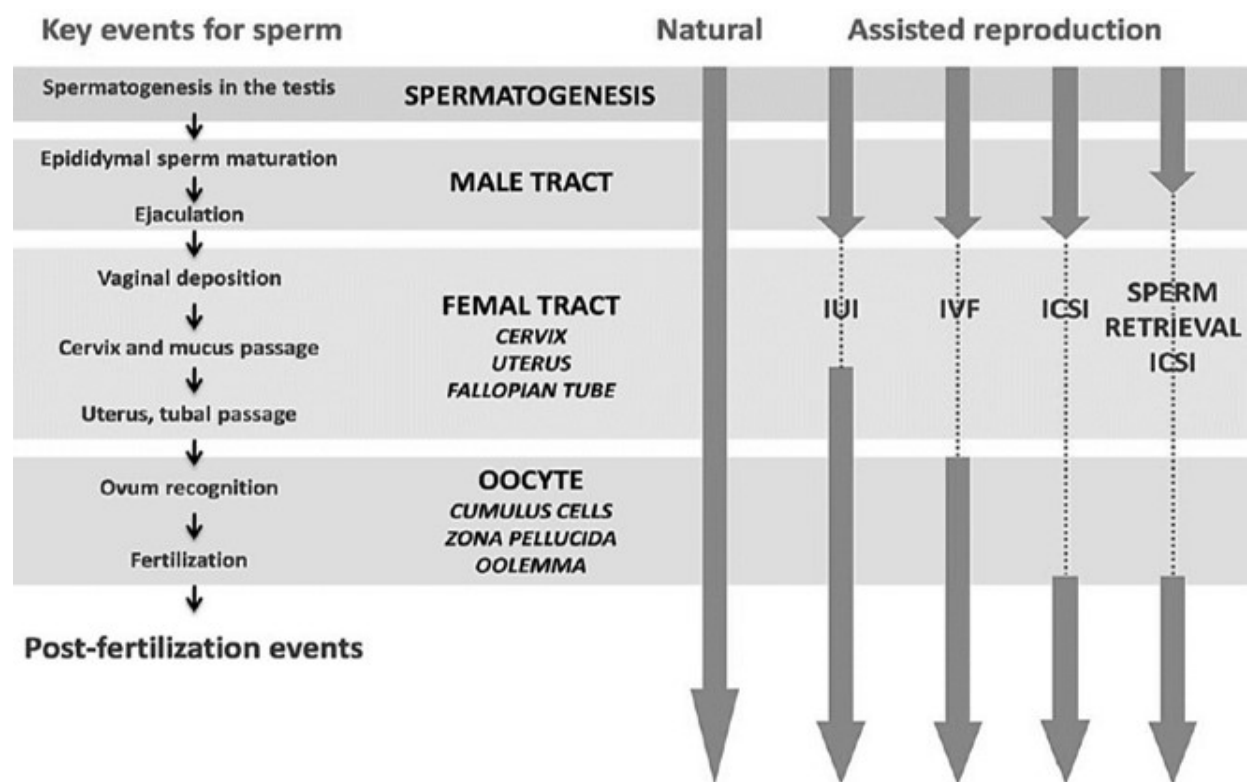 Key events for sperm
Natural
Assisted reproduction
Spermatogenesis in the testis
SPERMATOGENESIS
Epididymal sperm maturation
MALE TRACT
Ejaculation
Vaginal deposition
FEMAL TRACT
CERVIX
UTERUS
FALLOPIAN TUBE
Cervix and mucus passage
Uterus, tubal passage
IUI
IVF
ICSI
SPERM
RETRIEVAL
ICSI
Ovum recognition
OOCYTE
CUMULUS CELLS
ZONA PELLUCIDA
OOLEMMA
Fertilization
Post-fertilization events